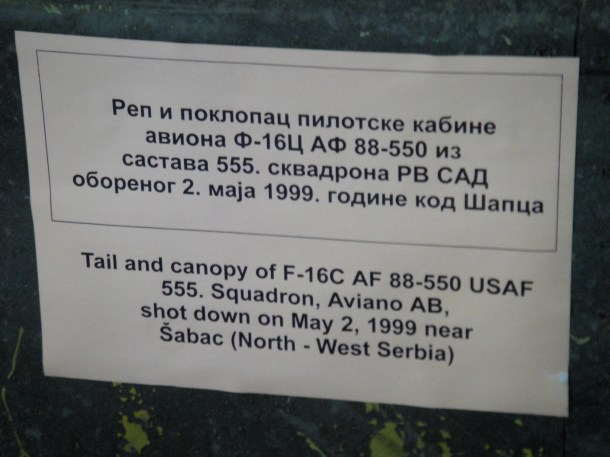 Реп и поклопац пилотске кабине
авиона Ф-16Ц АФ 88-550 из
састава 555. сквадрона РВ САД
обореног 2. маја 1999. године код Шапца
Tail and canopy of F-16C AF 88-550 USAF
555. Squadron, Aviano AB,
shot down on May 2, 1999 near
Šabac (North - West Serbia)